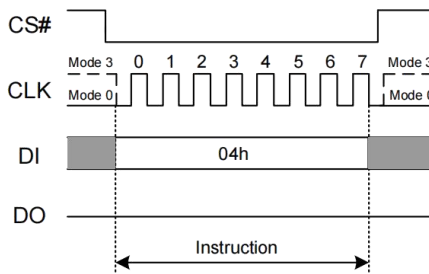 CS#
Mode 3 0 1 2 3 4 5 6 7 Mode 3
CLK
Mode 0 Mode 0
DI 04h
DO
Instruction